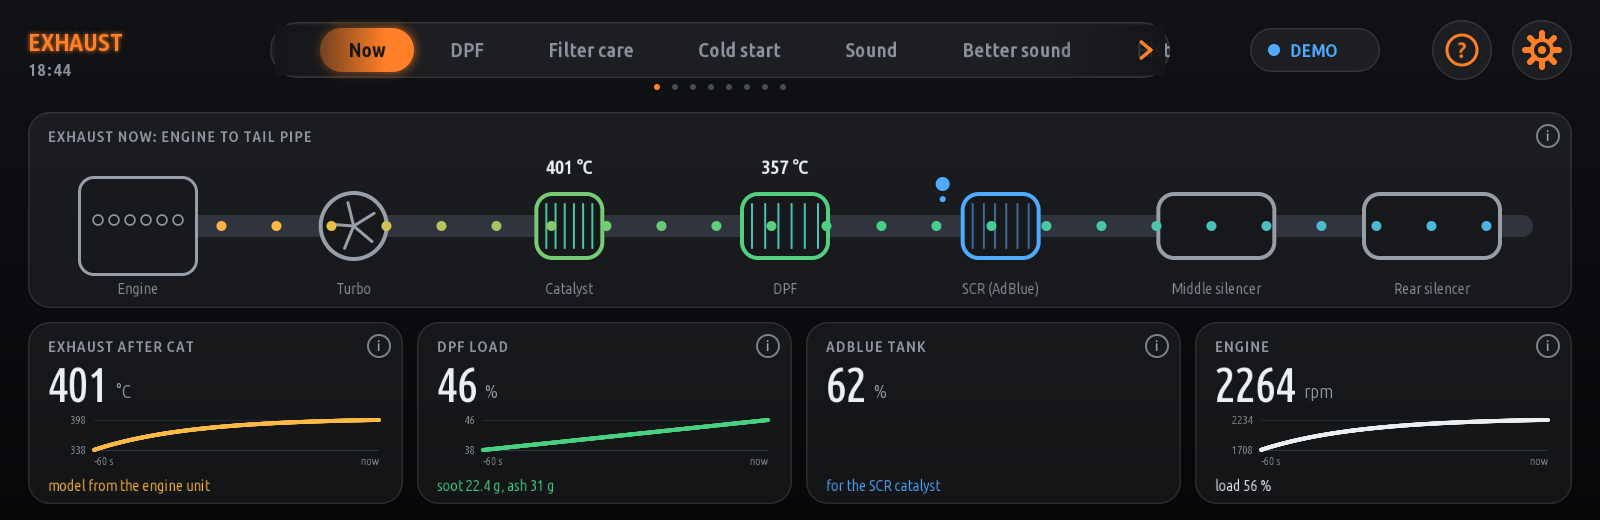 EXHAUST
18:44
Now
DPF
Filter care
Cold start
Sound
Better sound
DEMO
?
EXHAUST NOW: ENGINE TO TAIL PIPE
i
401 °C
357 °C
Engine
Turbo
Catalyst
DPF
SCR (AdBlue)
Middle silencer
Rear silencer
EXHAUST AFTER CAT
i
401 °C
398
338
-60 s
now
model from the engine unit
DPF LOAD
i
46 %
46
38
-60 s
now
soot 22.4 g, ash 31 g
ADBLUE TANK
i
62 %
for the SCR catalyst
ENGINE
i
2264 rpm
2234
1708
-60 s
now
load 56 %